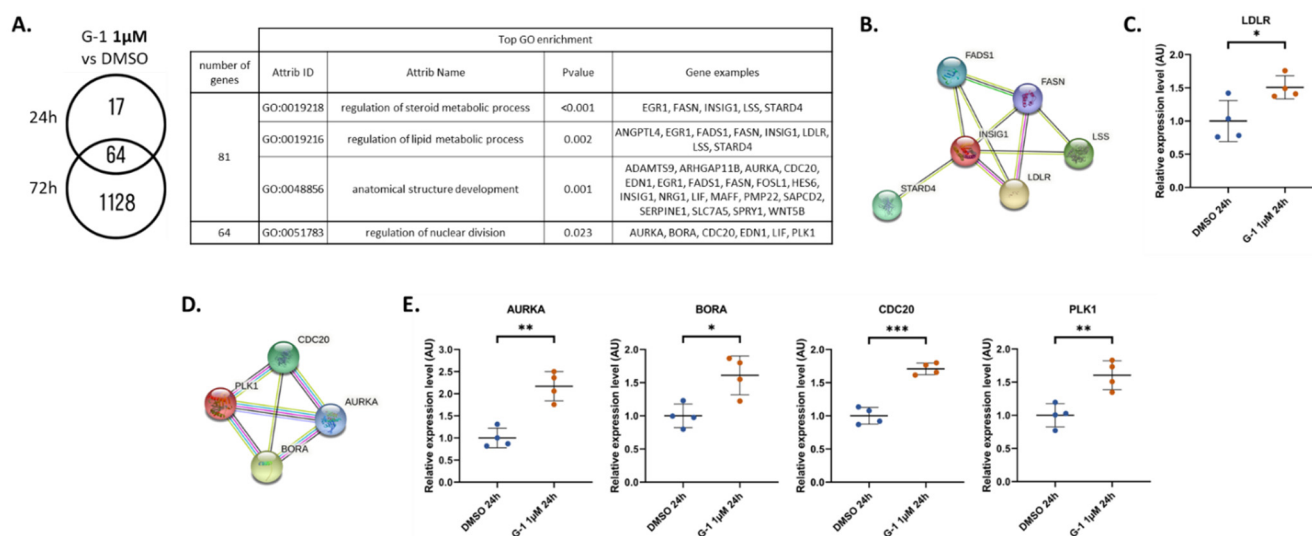 A.
G-1 1µM
vs DMSO
24h
17
64
72h
1128
Top GO enrichment
number of
genes
Attrib ID
Attrib Name
Pvalue
Gene examples
81
GO:0019218
regulation of steroid metabolic process
<0.001
EGR1, FASN, INSIG1, LSS, STARD4
GO:0019216
regulation of lipid metabolic process
0.002
ANGPTL4, EGR1, FADS1, FASN, INSIG1, LDLR,
LSS, STARD4
GO:0048856
anatomical structure development
0.001
ADAMTS9, ARHGAP11B, AURKA, CDC20,
EDN1, EGR1, FADS1, FASN, FOSL1, HES6,
INSIG1, NRG1, LIF, MAFF, PMP22, SAPCD2,
SERPINE1, SLC7A5, SPRY1, WNT5B
64
GO:0051783
regulation of nuclear division
0.023
AURKA, BORA, CDC20, EDN1, LIF, PLK1
B.
FADS1
FASN
INSIG1
LSS
STARD4
LDLR
C.
LDLR
*
Relative expression level (AU)
2.0
1.5
1.0
0.5
0.0
DMSO 24h
G-1 1µM 24h
D.
CDC20
PLK1
AURKA
BORA
E.
AURKA
**
Relative expression level (AU)
3.0
2.5
2.0
1.5
1.0
0.5
0.0
DMSO 24h
G-1 1µM 24h
BORA
*
Relative expression level (AU)
2.0
1.5
1.0
0.5
0.0
DMSO 24h
G-1 1µM 24h
CDC20
***
Relative expression level (AU)
2.0
1.5
1.0
0.5
0.0
DMSO 24h
G-1 1µM 24h
PLK1
**
Relative expression level (AU)
2.0
1.5
1.0
0.5
0.0
DMSO 24h
G-1 1µM 24h